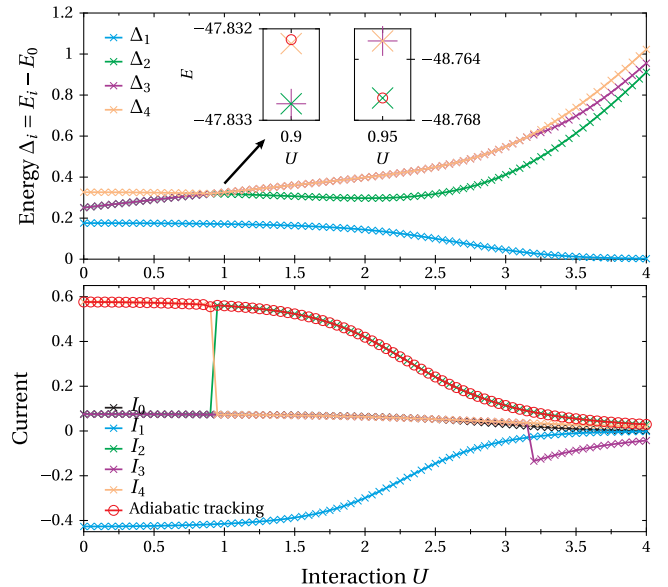 Energy Δ₁ = Eᵢ − E₀
1.2
1
0.8
0.6
0.4
0.2
0
Δ₁
Δ₂
Δ₃
Δ₄
E
−47.832
−47.833
0.9
U
−48.764
−48.768
0.95
U
0 0.5 1 1.5 2 2.5 3 3.5 4
Current
0.6
0.4
0.2
0
−0.2
−0.4
I₀
I₁
I₂
I₃
I₄
Adiabatic tracking
0 0.5 1 1.5 2 2.5 3 3.5 4
Interaction U